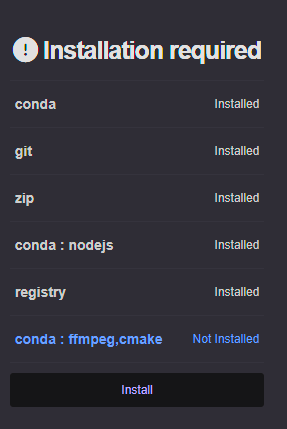 ! Installation required
conda Installed
git Installed
zip Installed
conda : nodejs Installed
registry Installed
conda : ffmpeg,cmake Not Installed
Install